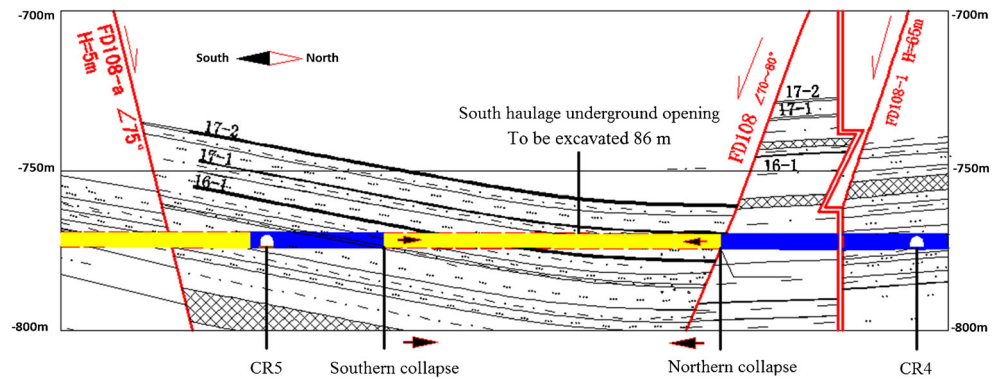 -700m
-700m
FD108-a ∠75°
H=5m
South
North
FD108 ∠70~80°
FD108-1 H=65m
17-2
17-1
16-1
South haulage underground opening
To be excavated 86 m
17-2
17-1
16-1
-750m
-750m
-800m
-800m
CR5
Southern collapse
Northern collapse
CR4